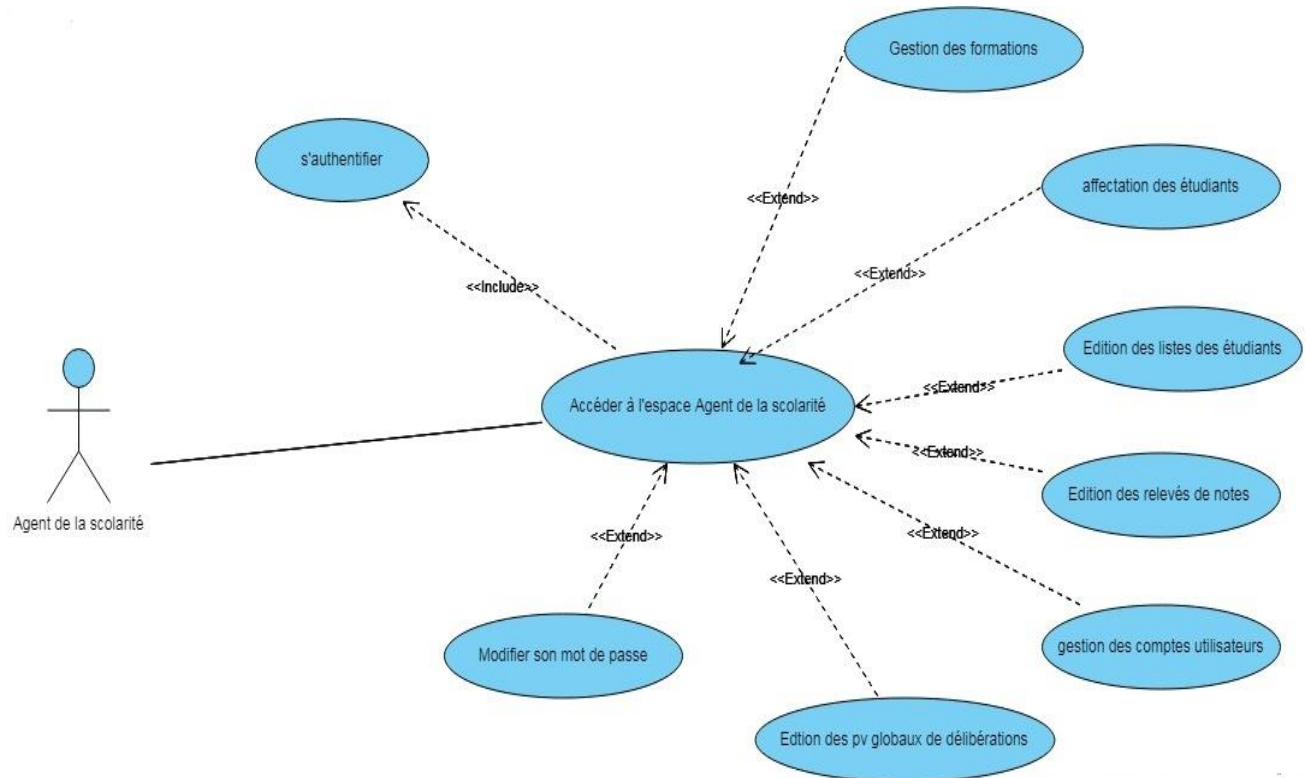 Gestion des formations
s'authentifier
affectation des étudiants
<<Extend>>
<<Extend>>
<<Include>>
Edition des listes des étudiants
<<Extend>>
Accéder à l'espace Agent de la scolarité
<<Extend>>
Edition des relevés de notes
Agent de la scolarité
<<Extend>>
<<Extend>>
<<Extend>>
Modifier son mot de passe
gestion des comptes utilisateurs
Edtion des pv globaux de délibérations